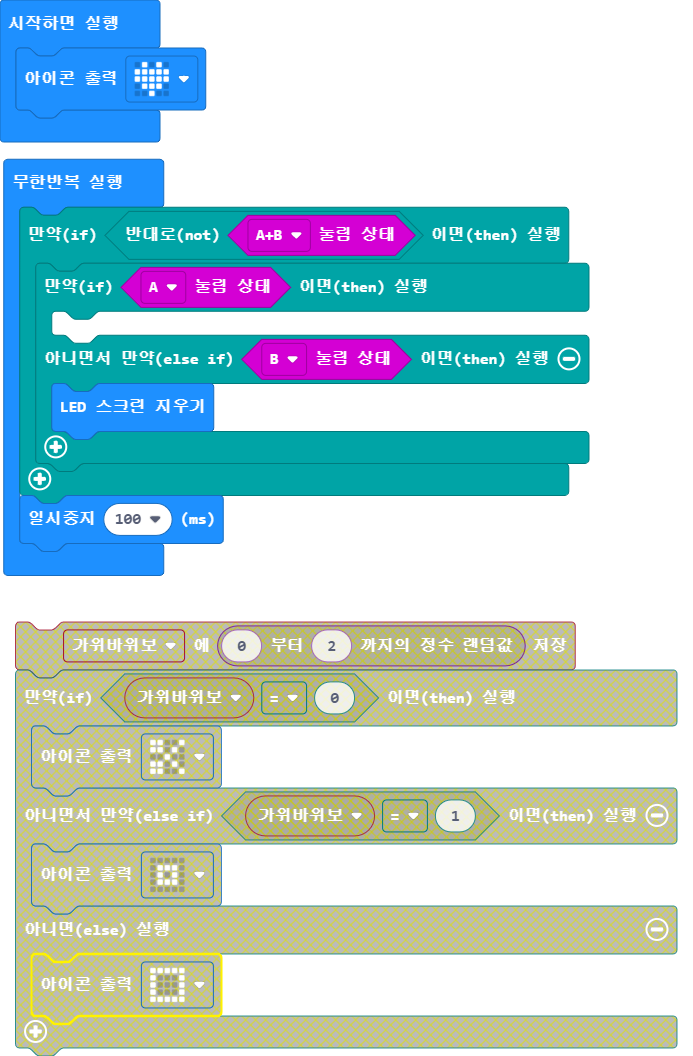 시작하면 실행
아이콘 출력
무한반복 실행
만약(if) 반대로(not) A+B 눌림 상태 이면(then) 실행
만약(if) A 눌림 상태 이면(then) 실행
아니면서 만약(else if) B 눌림 상태 이면(then) 실행
LED 스크린 지우기
일시중지 100 (ms)
가위바위보 에 0 부터 2 까지의 정수 랜덤값 저장
만약(if) 가위바위보 = 0 이면(then) 실행
아이콘 출력
아니면서 만약(else if) 가위바위보 = 1 이면(then) 실행
아이콘 출력
아니면(else) 실행
아이콘 출력